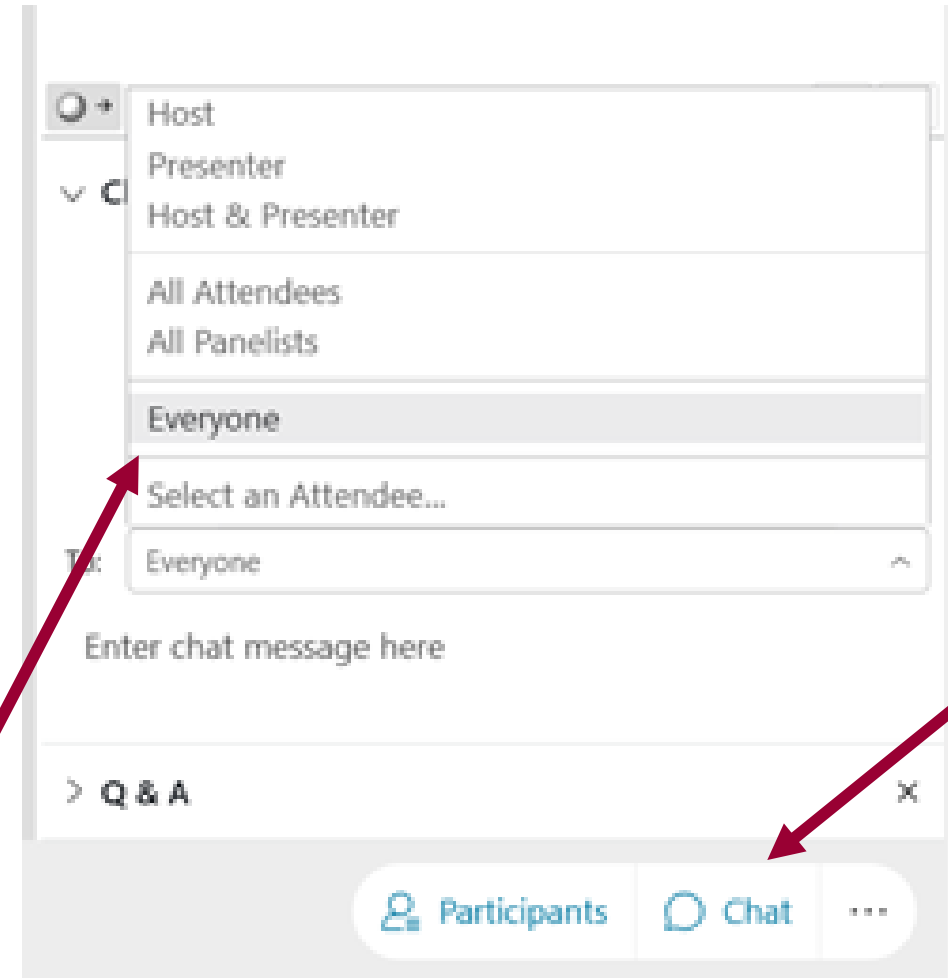 Host
Presenter
Host & Presenter
All Attendees
All Panelists
Everyone
Select an Attendee...
Everyone
Enter chat message here
Q & A
Participants Chat